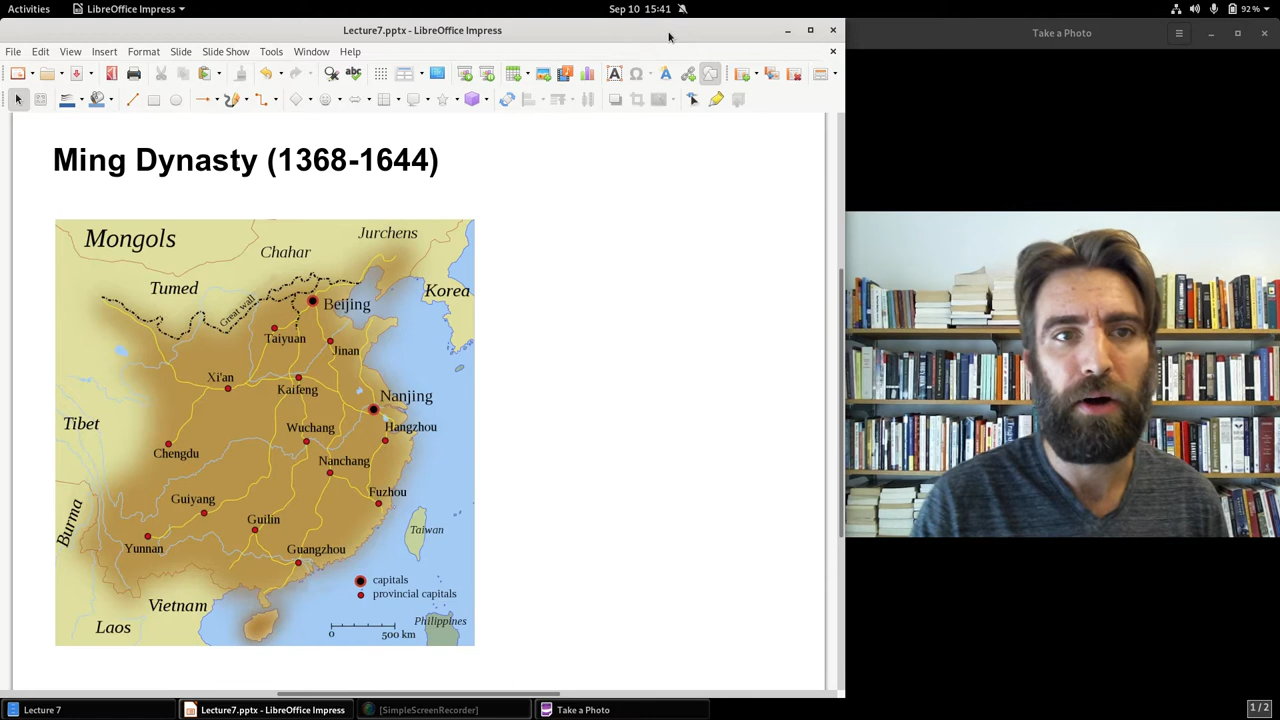 Activities
LibreOffice Impress
Sep 10 15:41
92%
Lecture7.pptx - LibreOffice Impress
Take a Photo
File Edit View Insert Format Slide Slide Show Tools Window Help
Ming Dynasty (1368-1644)
Mongols
Jurchens
Chahar
Tumed
Korea
Great wall
Beijing
Taiyuan
Jinan
Xi'an
Kaifeng
Nanjing
Tibet
Wuchang
Hangzhou
Chengdu
Nanchang
Guiyang
Fuzhou
Burma
Guilin
Taiwan
Yunnan
Guangzhou
capitals
provincial capitals
Vietnam
Laos
Philippines
0 500 km
Lecture 7
Lecture7.pptx - LibreOffice Impress
[SimpleScreenRecorder]
Take a Photo
1 / 2